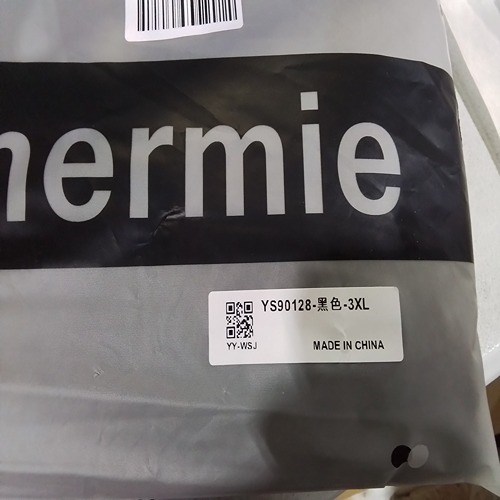 hermie
YS90128-黑色-3XL
YY-WSJ
MADE IN CHINA